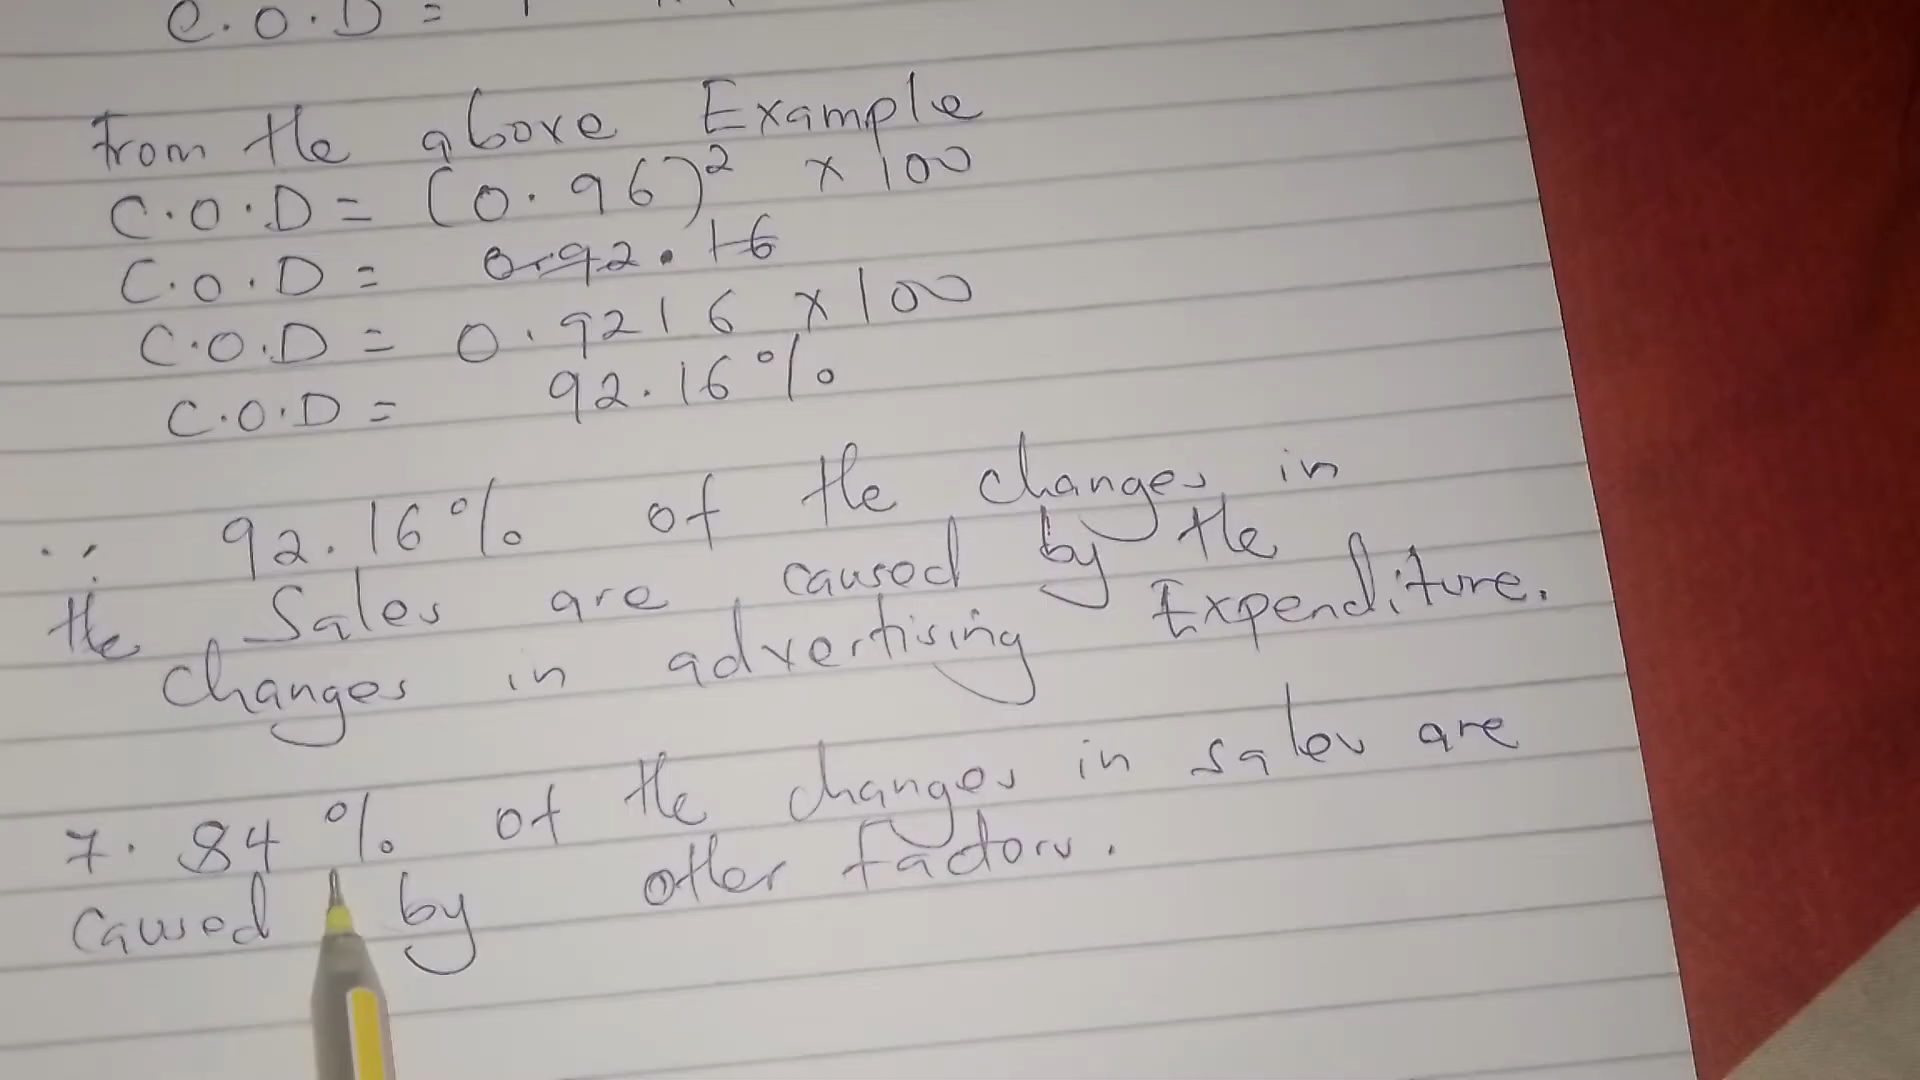 C.O.D =
From the above Example
C.O.D = (0.96)² x 100
C.O.D = 0.92.16
C.O.D = 0.9216 x 100
C.O.D = 92.16%
∴ 92.16% of the changes in
the Sales are caused by the
changes in advertising Expenditure.
7.84% of the changes in sales are
caused by other factors.